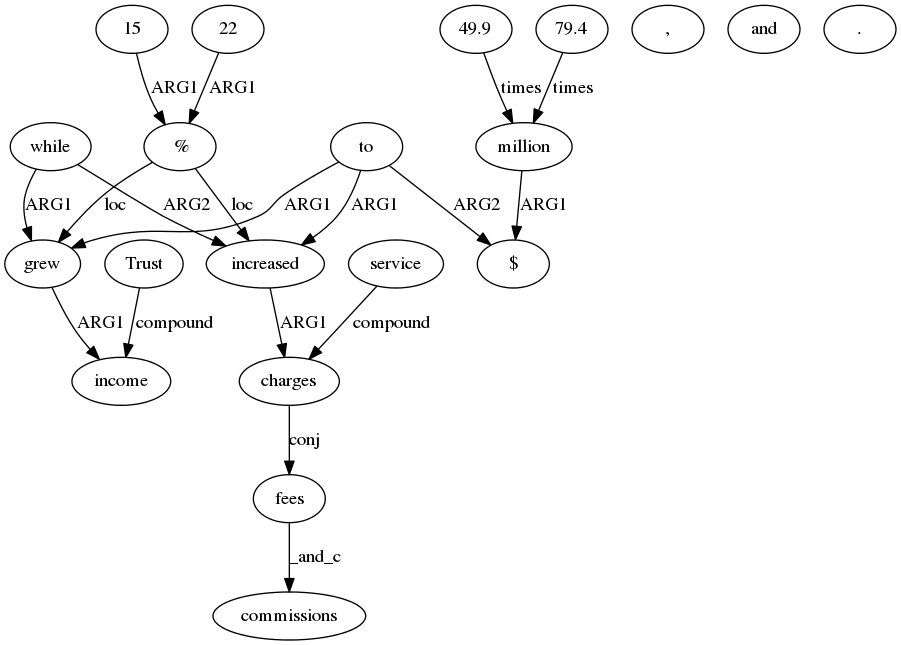 15 22 49.9 79.4 , and .
ARG1 ARG1 times times
while % to million
ARG1 loc ARG2 loc ARG1 ARG1 ARG2 ARG1
grew Trust increased service $
ARG1 compound ARG1 compound
income charges
conj
fees
_and_c
commissions